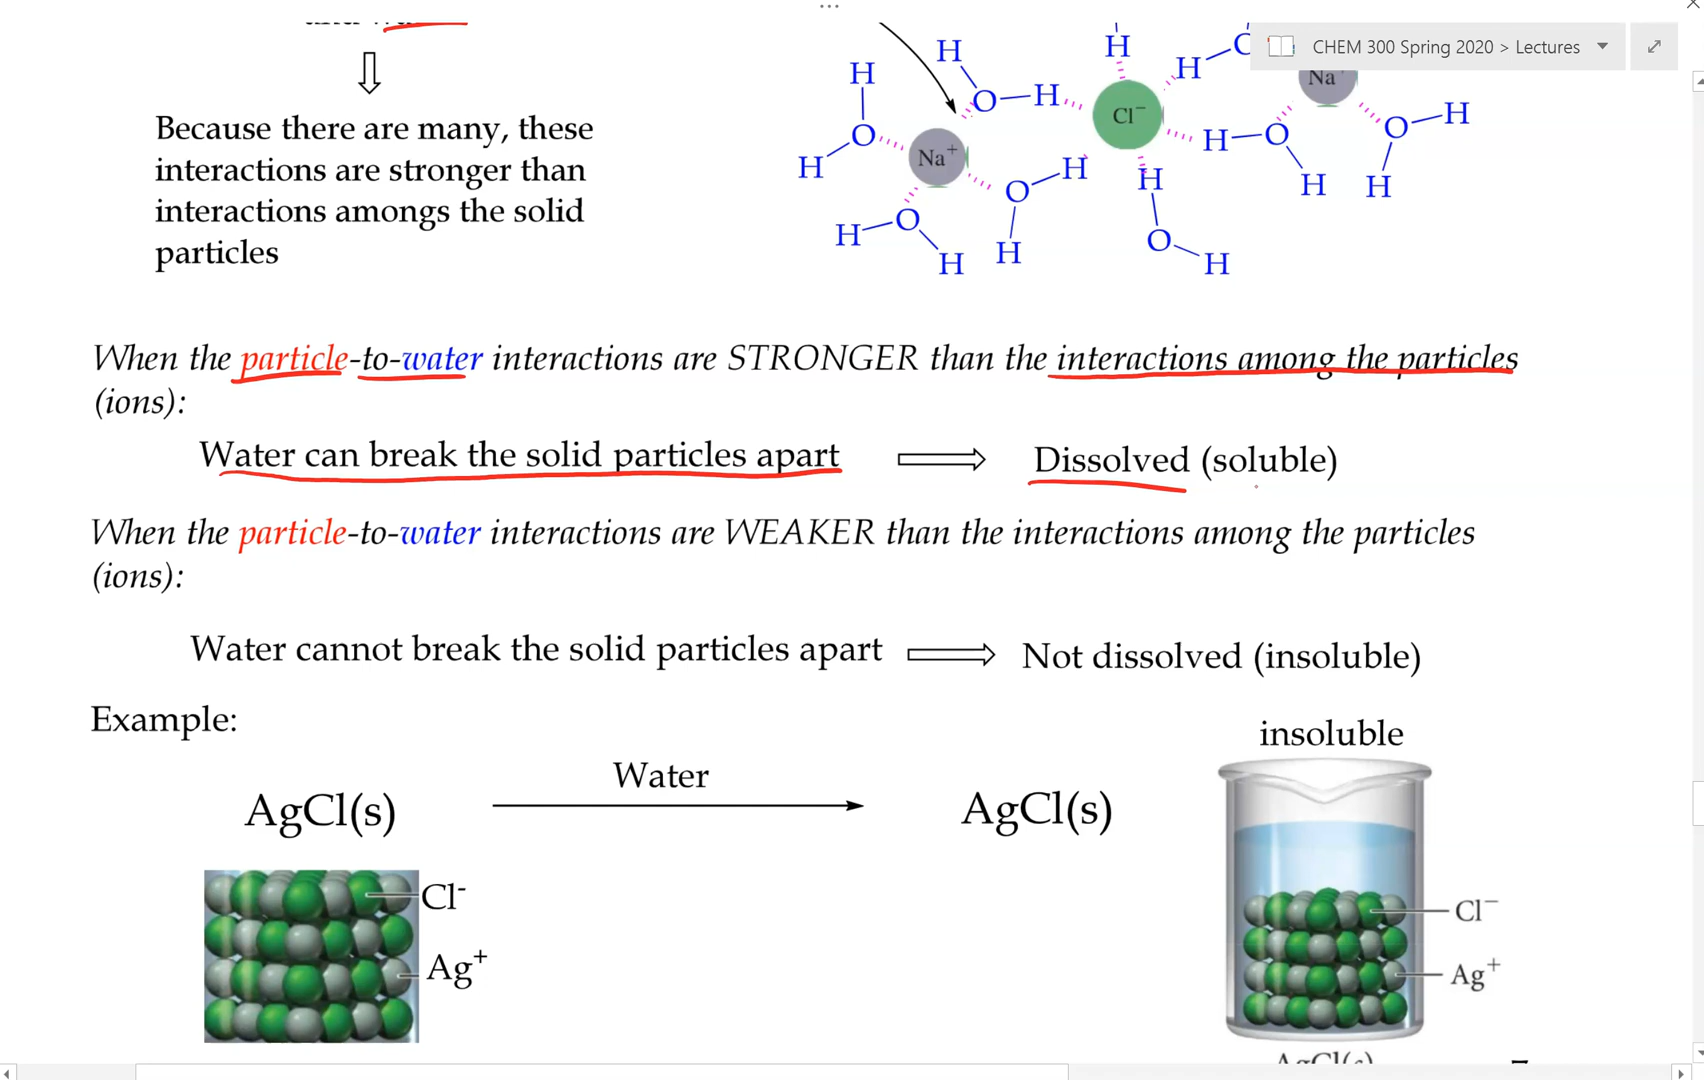 CHEM 300 Spring 2020 > Lectures
Because there are many, these
interactions are stronger than
interactions amongs the solid
particles
H
H
H
H
O
O
H
H
Na⁺
Cl⁻
Na
H
O
H
O
H
O
H
H
O
H
H
H
O
H
H
H
O
H
H
When the particle-to-water interactions are STRONGER than the interactions among the particles
(ions):
Water can break the solid particles apart
Dissolved (soluble)
When the particle-to-water interactions are WEAKER than the interactions among the particles
(ions):
Water cannot break the solid particles apart
Not dissolved (insoluble)
Example:
insoluble
Water
AgCl(s)
AgCl(s)
Cl⁻
Ag⁺
Cl⁻
Ag⁺
AgCl(s)